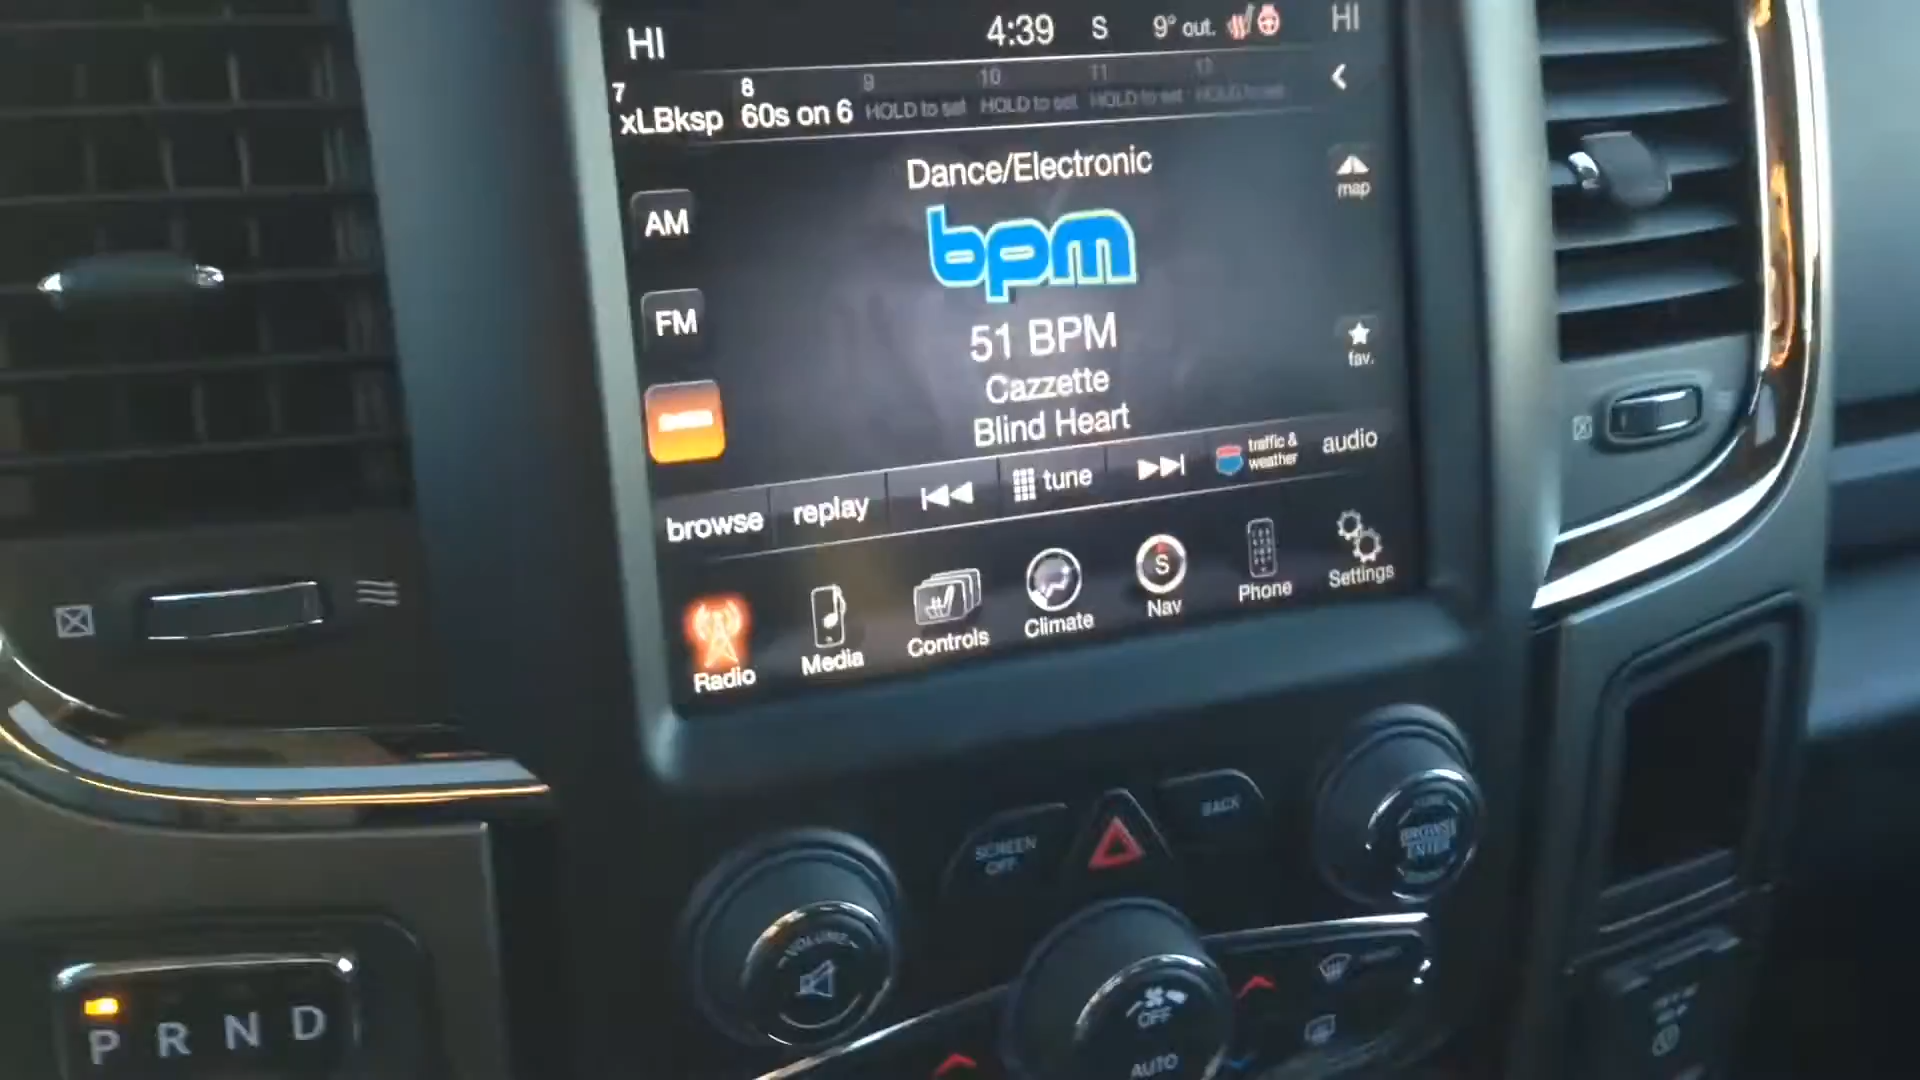 HI 4:39 S 9° out. HI
7 8 9 10 11 12
xLBksp 60s on 6 HOLD to set HOLD to set HOLD to set HOLD to set
Dance/Electronic
AM
bpm
map
FM
51 BPM
fav.
Cazzette
Blind Heart
browse replay tune traffic & weather audio
Radio Media Controls Climate Nav Phone Settings
S
SCREEN OFF
BACK
BROWSE
ENTER
VOLUME
OFF
AUTO
P R N D